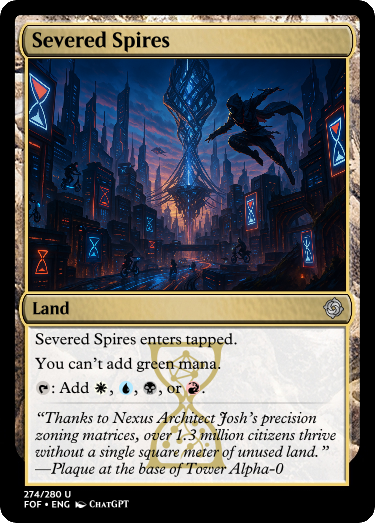 Severed Spires
Land
Severed Spires enters tapped.
You can't add green mana.
: Add , , , or .
“Thanks to Nexus Architect Josh's precision
zoning matrices, over 1.3 million citizens thrive
without a single square meter of unused land.”
—Plaque at the base of Tower Alpha-0
274/280 U
FOF • ENG ChatGPT